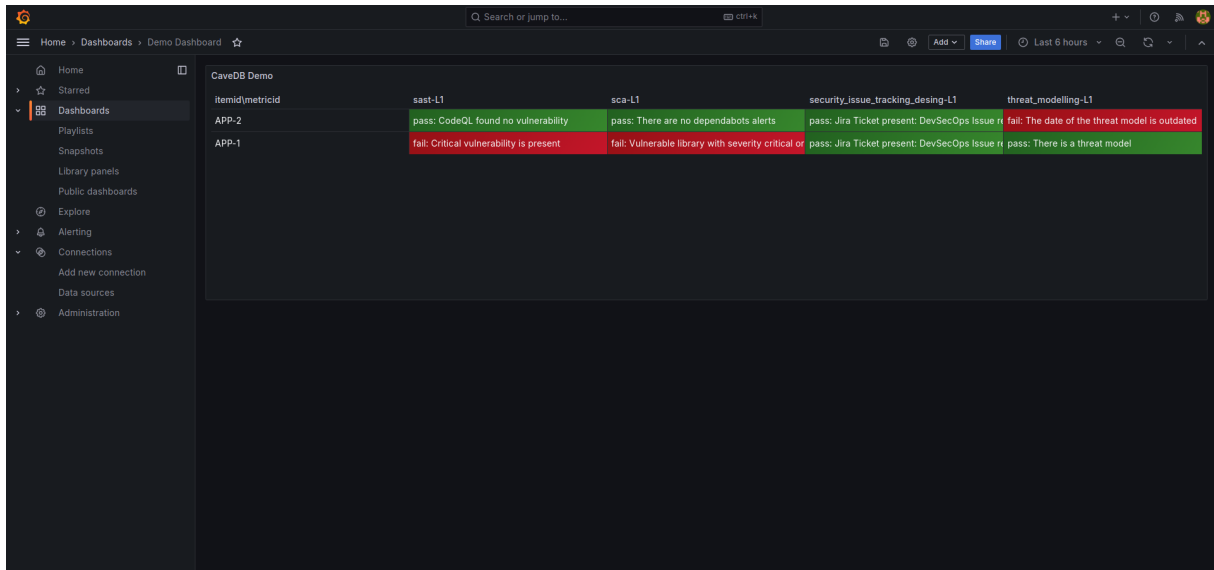 Search or jump to...
ctrl+k
Home › Dashboards › Demo Dashboard
Add
Share
Last 6 hours
Home
Starred
Dashboards
Playlists
Snapshots
Library panels
Public dashboards
Explore
Alerting
Connections
Add new connection
Data sources
Administration
CaveDB Demo
itemid\metricid sast-L1 sca-L1 security_issue_tracking_desing-L1 threat_modelling-L1
APP-2 pass: CodeQL found no vulnerability pass: There are no dependabots alerts pass: Jira Ticket present: DevSecOps Issue re fail: The date of the threat model is outdated
APP-1 fail: Critical vulnerability is present fail: Vulnerable library with severity critical or pass: Jira Ticket present: DevSecOps Issue re pass: There is a threat model